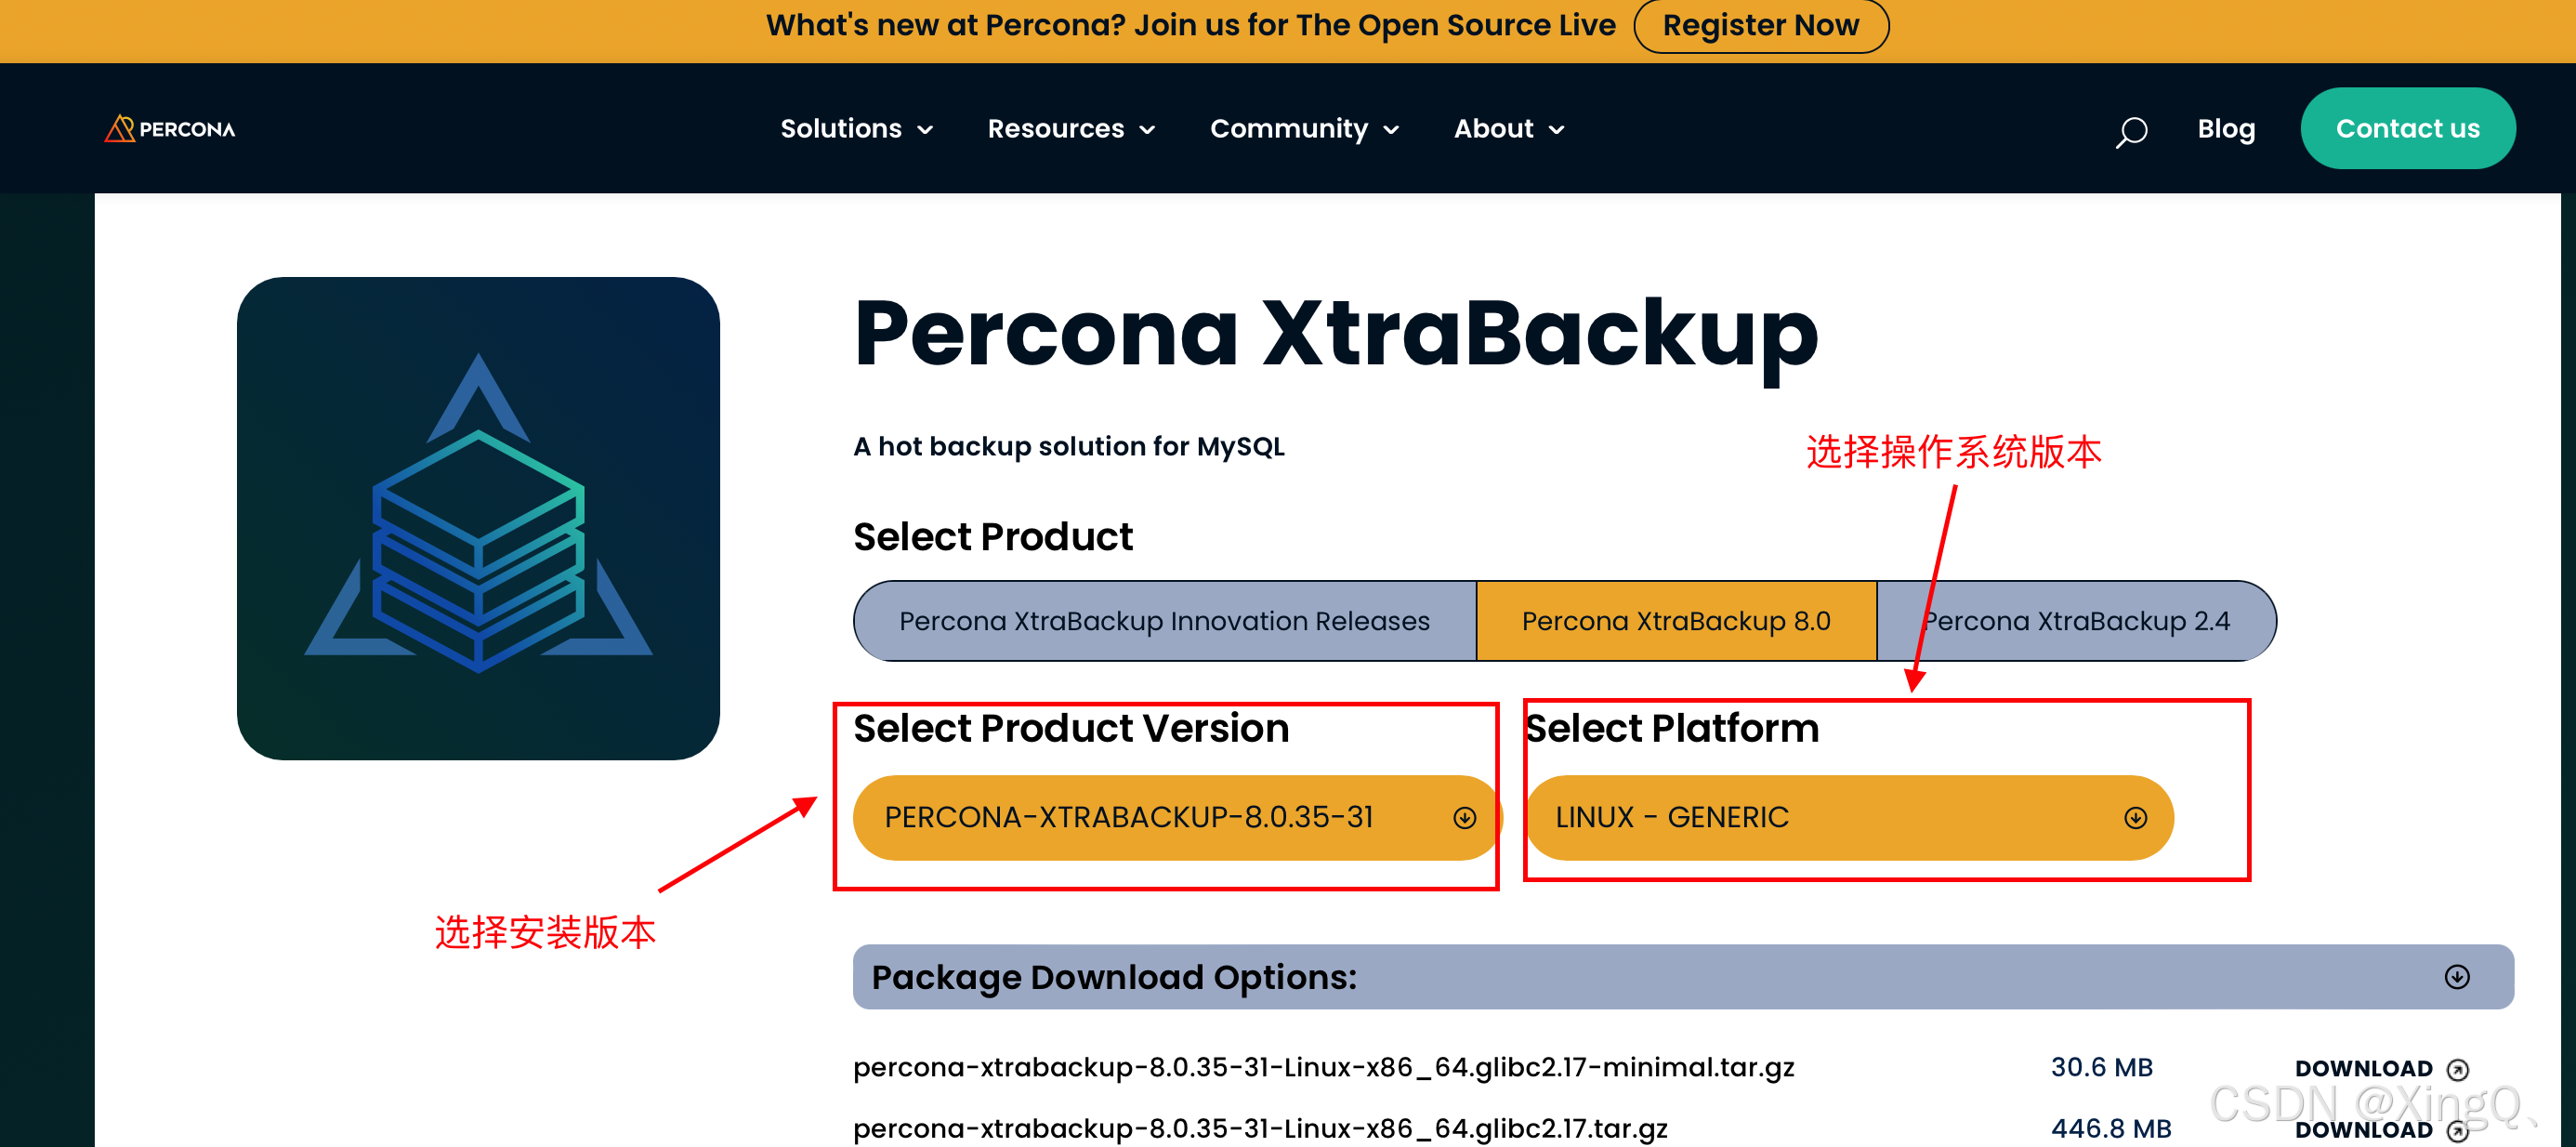 What's new at Percona? Join us for The Open Source Live Register Now
PERCONA Solutions Resources Community About Blog Contact us
Percona XtraBackup
A hot backup solution for MySQL
选择操作系统版本
Select Product
Percona XtraBackup Innovation Releases Percona XtraBackup 8.0 Percona XtraBackup 2.4
Select Product Version Select Platform
PERCONA-XTRABACKUP-8.0.35-31 LINUX - GENERIC
选择安装版本
Package Download Options:
percona-xtrabackup-8.0.35-31-Linux-x86_64.glibc2.17-minimal.tar.gz 30.6 MB DOWNLOAD
percona-xtrabackup-8.0.35-31-Linux-x86_64.glibc2.17.tar.gz 446.8 MB DOWNLOAD
CSDN @XingQ、